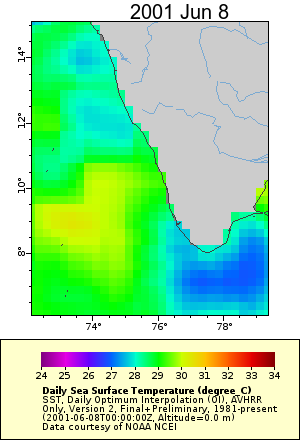 2001 Jun 8
14°
12°
10°
8°
74°
76°
78°
24 25 26 27 28 29 30 31 32 33 34
Daily Sea Surface Temperature (degree_C)
SST, Daily Optimum Interpolation (OI), AVHRR
Only, Version 2, Final+Preliminary, 1981-present
(2001-06-08T00:00:00Z, Altitude=0.0 m)
Data courtesy of NOAA NCEI